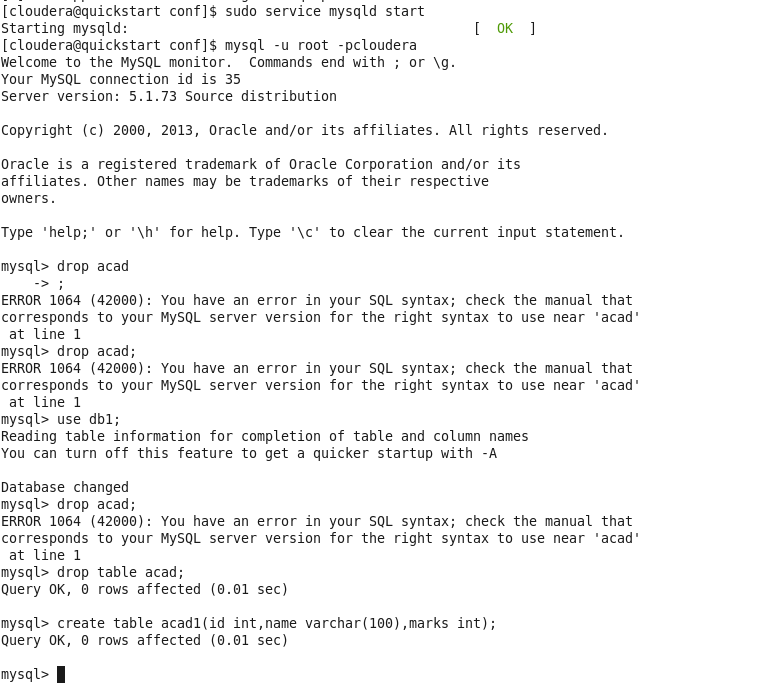 [cloudera@quickstart conf]$ sudo service mysqld start
Starting mysqld:                                           [  OK  ]
[cloudera@quickstart conf]$ mysql -u root -pcloudera
Welcome to the MySQL monitor.  Commands end with ; or \g.
Your MySQL connection id is 35
Server version: 5.1.73 Source distribution

Copyright (c) 2000, 2013, Oracle and/or its affiliates. All rights reserved.

Oracle is a registered trademark of Oracle Corporation and/or its
affiliates. Other names may be trademarks of their respective
owners.

Type 'help;' or '\h' for help. Type '\c' to clear the current input statement.

mysql> drop acad
    -> ;
ERROR 1064 (42000): You have an error in your SQL syntax; check the manual that
corresponds to your MySQL server version for the right syntax to use near 'acad'
 at line 1
mysql> drop acad;
ERROR 1064 (42000): You have an error in your SQL syntax; check the manual that
corresponds to your MySQL server version for the right syntax to use near 'acad'
 at line 1
mysql> use db1;
Reading table information for completion of table and column names
You can turn off this feature to get a quicker startup with -A

Database changed
mysql> drop acad;
ERROR 1064 (42000): You have an error in your SQL syntax; check the manual that
corresponds to your MySQL server version for the right syntax to use near 'acad'
 at line 1
mysql> drop table acad;
Query OK, 0 rows affected (0.01 sec)

mysql> create table acad1(id int,name varchar(100),marks int);
Query OK, 0 rows affected (0.01 sec)

mysql>